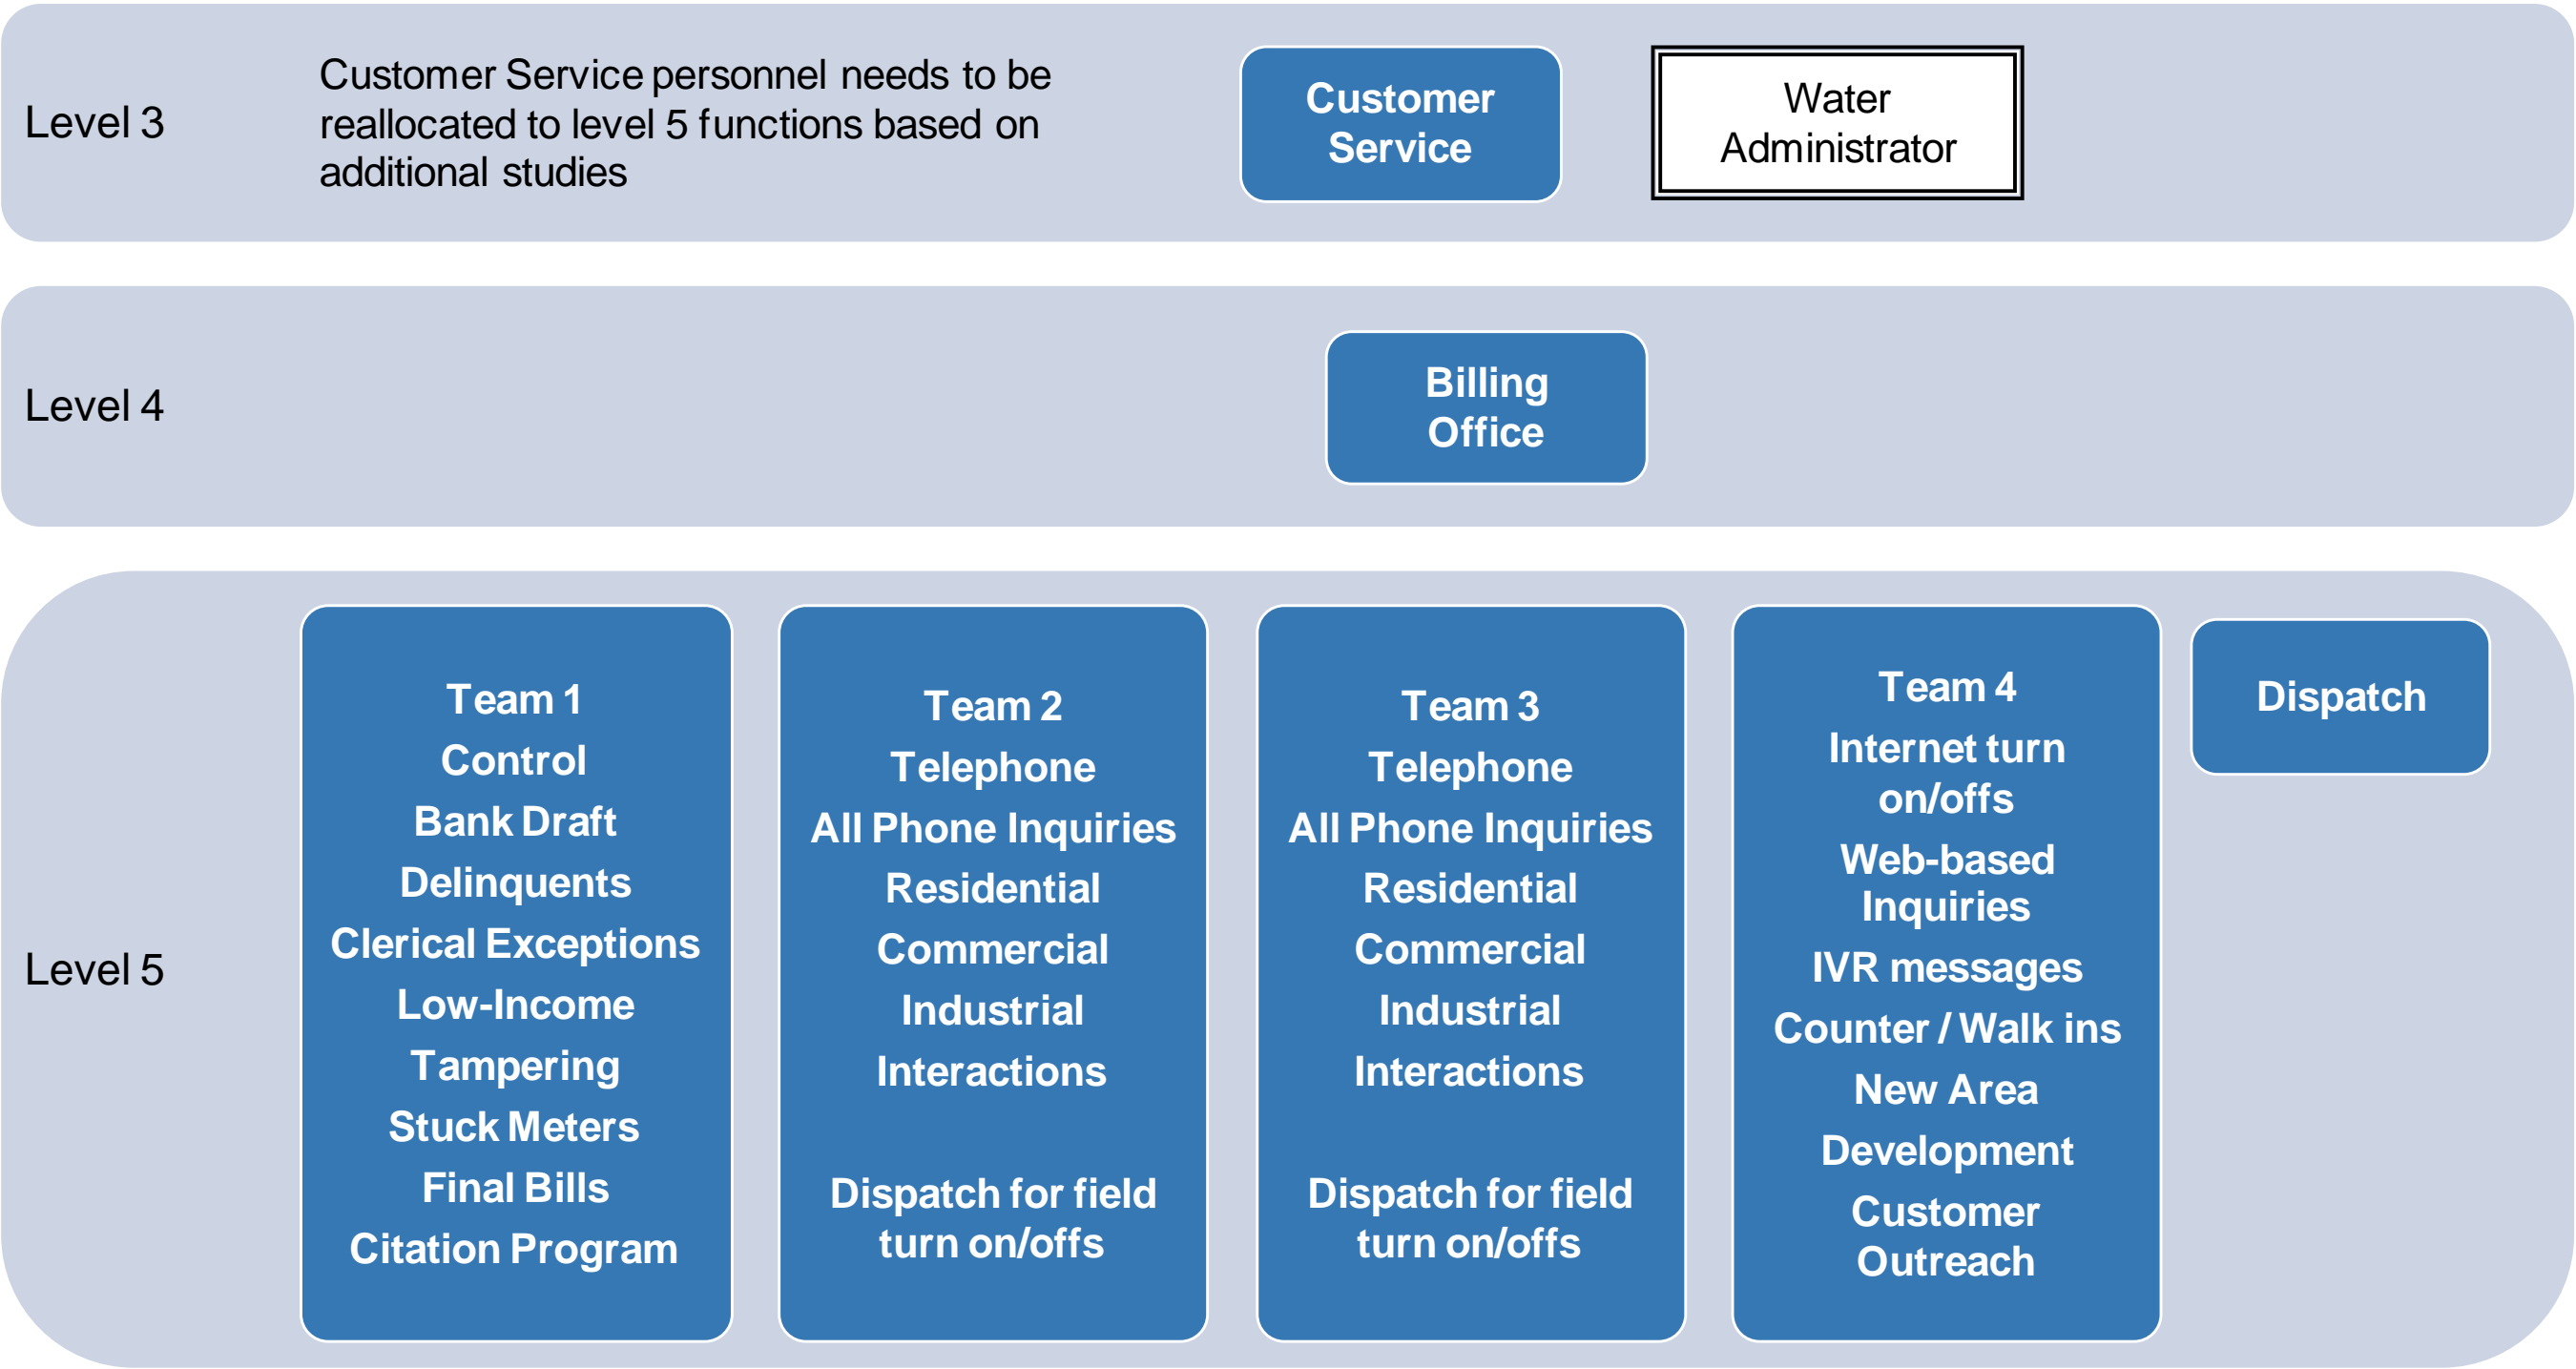 Level 3
Customer Service personnel needs to be
reallocated to level 5 functions based on
additional studies
Customer
Service
Water
Administrator
Level 4
Billing
Office
Level 5
Team 1
Control
Bank Draft
Delinquents
Clerical Exceptions
Low-Income
Tampering
Stuck Meters
Final Bills
Citation Program
Team 2
Telephone
All Phone Inquiries
Residential
Commercial
Industrial
Interactions
Dispatch for field
turn on/offs
Team 3
Telephone
All Phone Inquiries
Residential
Commercial
Industrial
Interactions
Dispatch for field
turn on/offs
Team 4
Internet turn
on/offs
Web-based
Inquiries
IVR messages
Counter / Walk ins
New Area
Development
Customer
Outreach
Dispatch